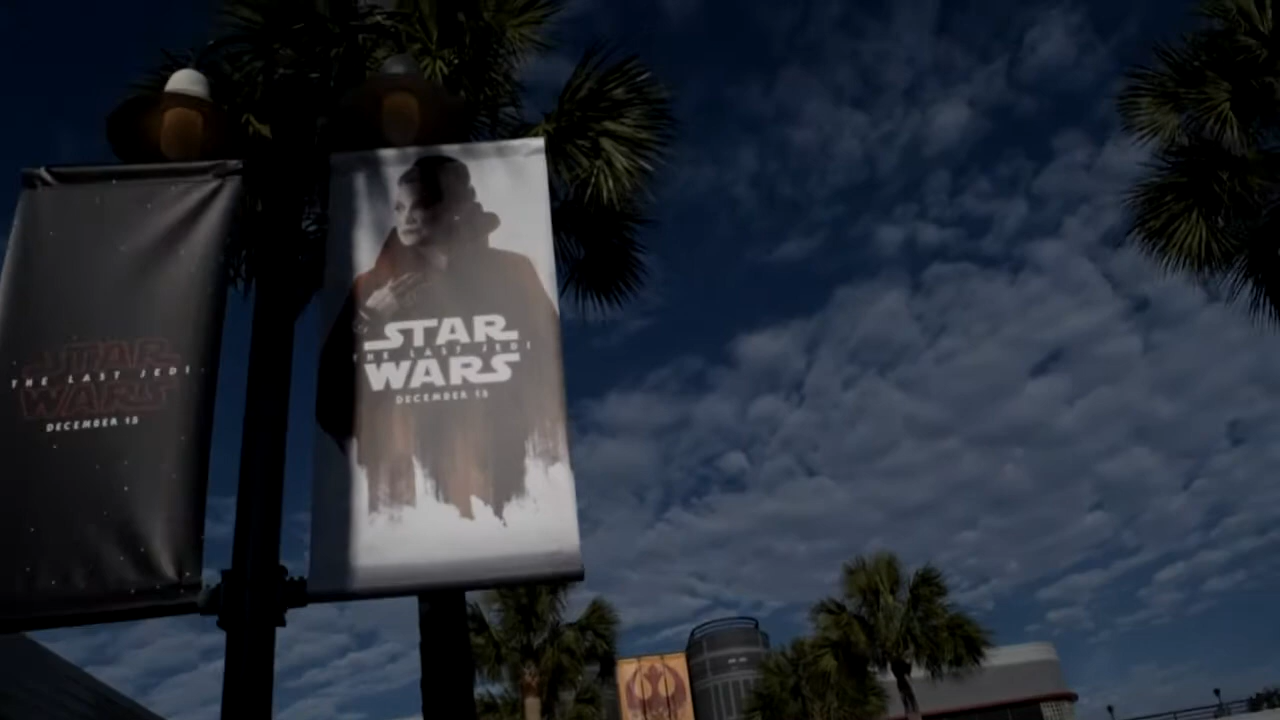 STAR
THE LAST JEDI
WARS
DECEMBER 15
STAR
THE LAST JEDI
WARS
DECEMBER 15